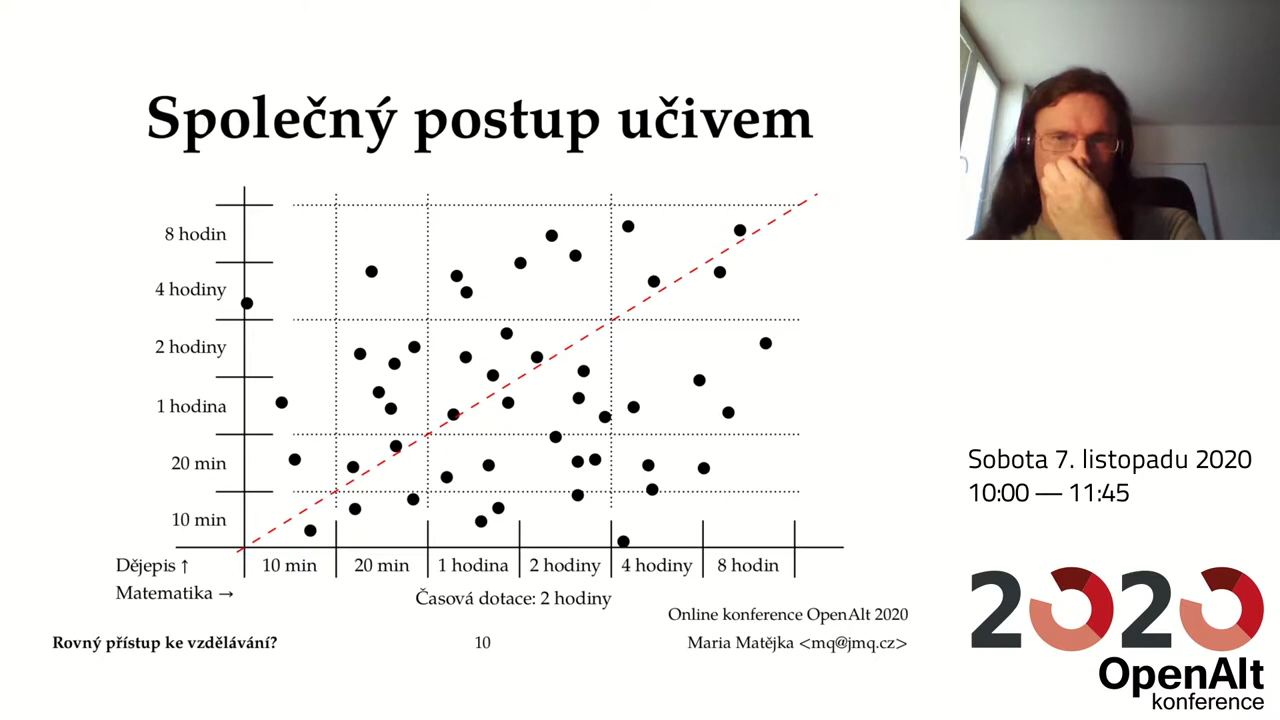 Společný postup učivem
8 hodin
4 hodiny
2 hodiny
1 hodina
20 min
10 min
Dějepis ↑
10 min
20 min
1 hodina
2 hodiny
4 hodiny
8 hodin
Matematika →
Časová dotace: 2 hodiny
Online konference OpenAlt 2020
Rovný přístup ke vzdělávání?
10
Maria Matějka <mq@jmq.cz>
Sobota 7. listopadu 2020
10:00 — 11:45
2020
OpenAlt
konference